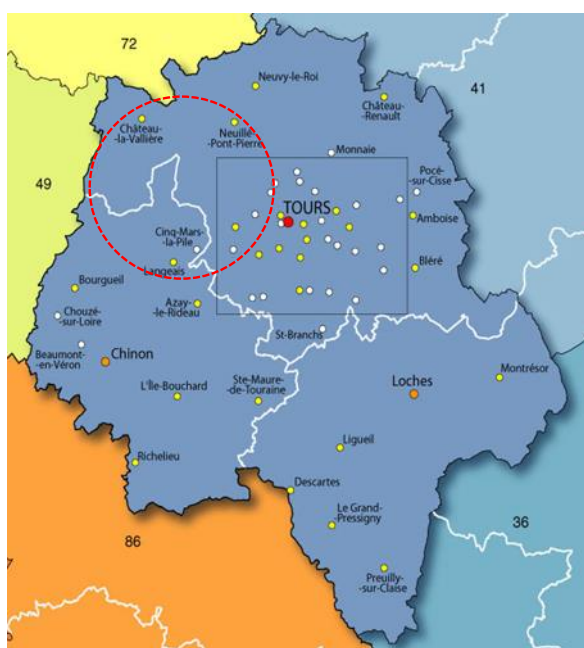 72
41
Neuvy-le-Roi
Château-
-Renault
Château-
-la-Vallière
Neuillé-
-Pont-Pierre
Monnaie
49
Pocé-
-sur-Cisse
TOURS
Amboise
Cinq-Mars-
-la-Pile
Langeais
Bléré
Bourgueil
Azay-
-le-Rideau
Chouzé-
-sur-Loire
St-Branchs
Beaumont-
-en-Véron
Chinon
Montrésor
Ste-Maure-
-de-Touraine
Loches
L'Île-Bouchard
Ligueil
Richelieu
Descartes
Le Grand-
-Pressigny
36
86
Preuilly-
-sur-Claise